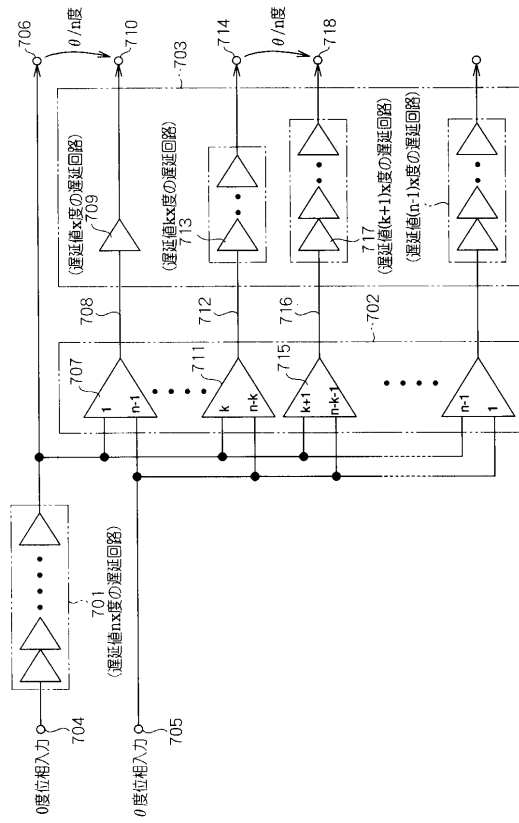 0度位相入力
704
θ度位相入力
705
701
(遅延値nx度の遅延回路)
707
1
n-1
708
(遅延値x度の遅延回路)
709
706
θ/n度
710
711
k
n-k
712
(遅延値kx度の遅延回路)
713
714
θ/n度
718
703
715
k+1
n-k-1
716
717
(遅延値(k+1)x度の遅延回路)
(遅延値(n-1)x度の遅延回路)
702
n-1
1